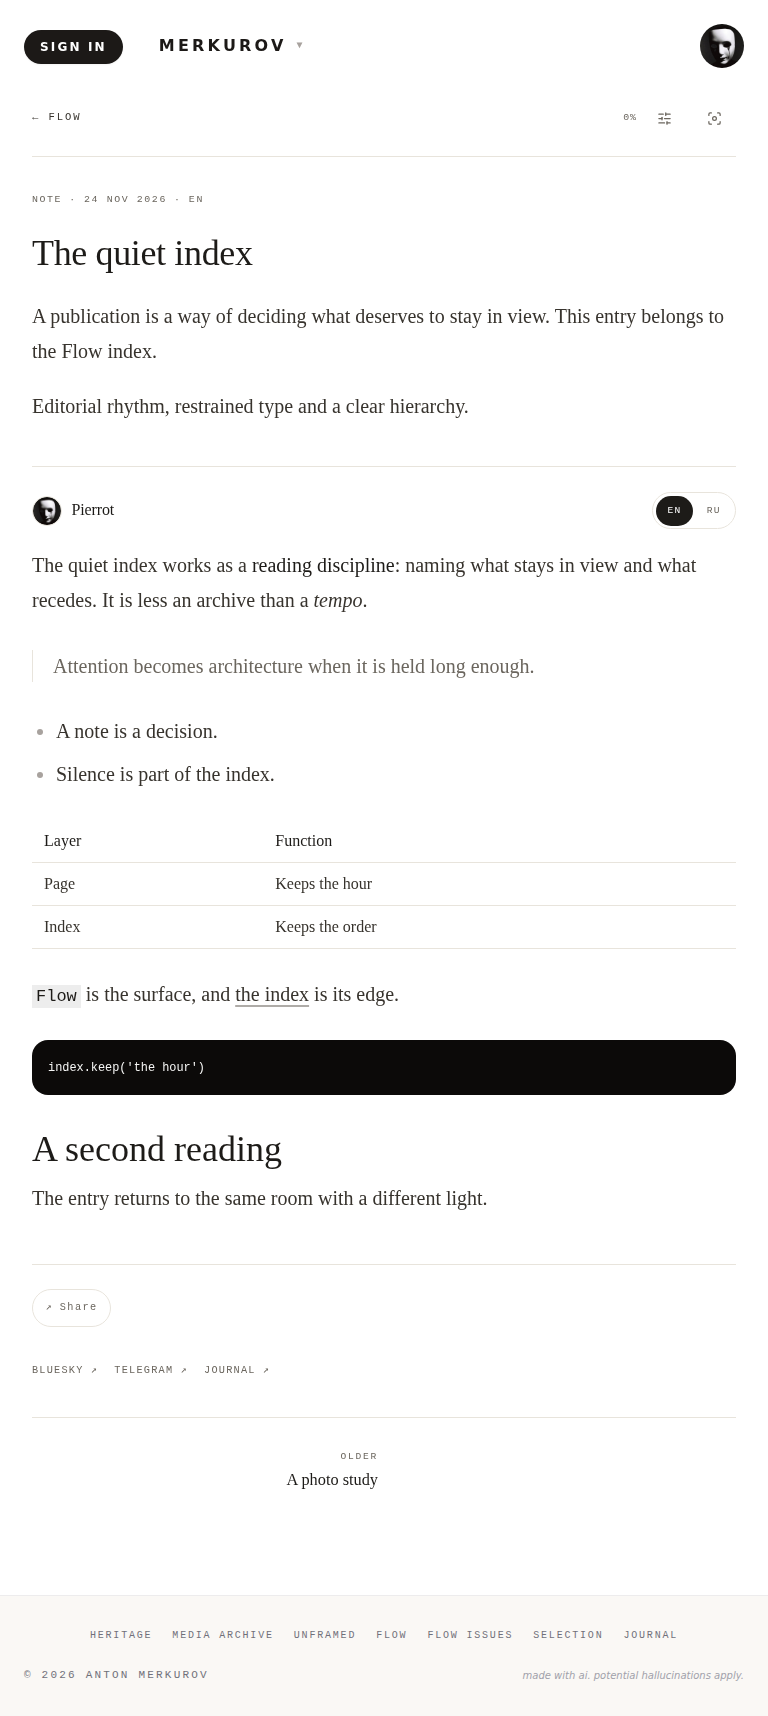 SIGN IN
MERKUROV ▾
← FLOW
0%
NOTE · 24 NOV 2026 · EN
The quiet index
A publication is a way of deciding what deserves to stay in view. This entry belongs to
the Flow index.
Editorial rhythm, restrained type and a clear hierarchy.
Pierrot
EN RU
The quiet index works as a reading discipline: naming what stays in view and what
recedes. It is less an archive than a tempo.
Attention becomes architecture when it is held long enough.
• A note is a decision.
• Silence is part of the index.
Layer Function
Page Keeps the hour
Index Keeps the order
Flow is the surface, and the index is its edge.
index.keep('the hour')
A second reading
The entry returns to the same room with a different light.
↗ Share
BLUESKY ↗ TELEGRAM ↗ JOURNAL ↗
OLDER
A photo study
HERITAGE MEDIA ARCHIVE UNFRAMED FLOW FLOW ISSUES SELECTION JOURNAL
© 2026 ANTON MERKUROV
made with ai. potential hallucinations apply.